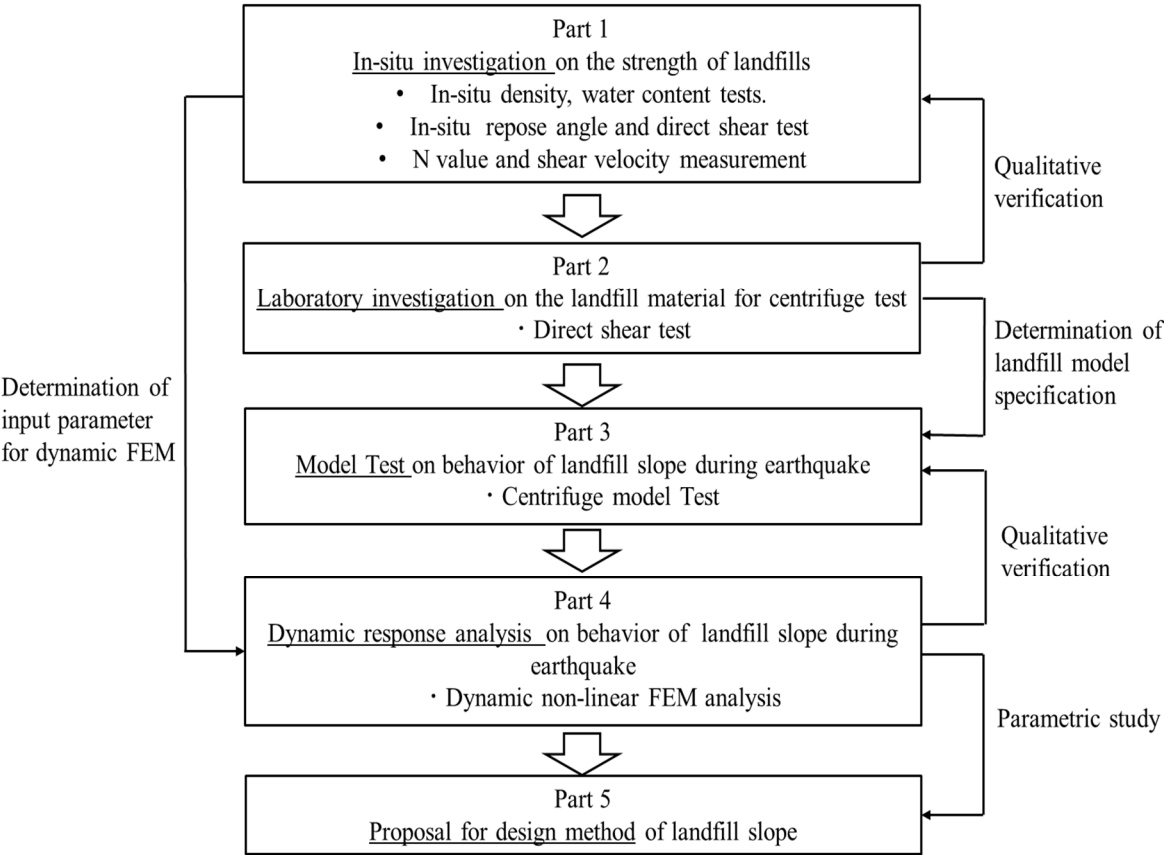 Part 1
In-situ investigation on the strength of landfills
• In-situ density, water content tests.
• In-situ repose angle and direct shear test
• N value and shear velocity measurement
Qualitative
verification
Part 2
Laboratory investigation on the landfill material for centrifuge test
・Direct shear test
Determination of
landfill model
specification
Determination of
input parameter
for dynamic FEM
Part 3
Model Test on behavior of landfill slope during earthquake
・Centrifuge model Test
Qualitative
verification
Part 4
Dynamic response analysis on behavior of landfill slope during
earthquake
・Dynamic non-linear FEM analysis
Parametric study
Part 5
Proposal for design method of landfill slope